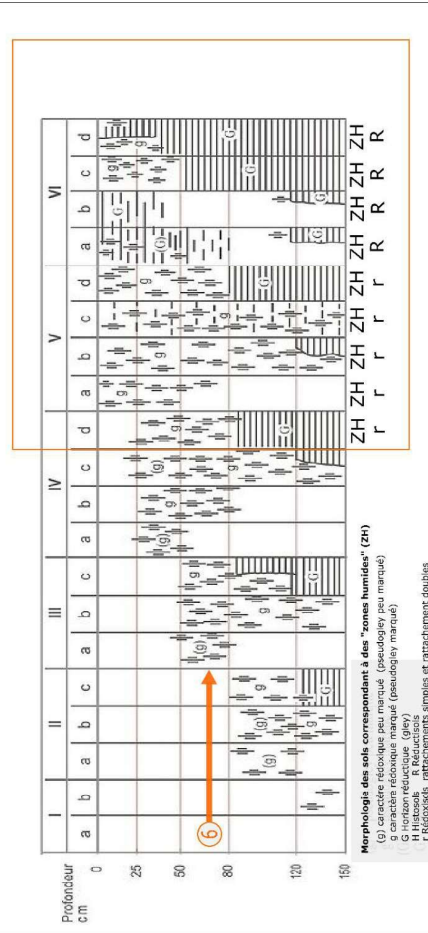 Profondeur
cm
I II III IV V VI
a b a b c a b c a b c d a b c d a b c d
0
25
50
80
120
150
6
(g) (g) g g G g g g G (g) g (g) g g G g g G g g G (G) G G G g G g G
ZH ZH ZH ZH ZH ZH ZH ZH ZH
r r r r r R R R R
Morphologia des sols correspondant à des "zones humides" (ZH)
(g) caractère rédoxique peu marqué (pseudogley peu marqué)
g caractère rédoxique marqué (pseudogley marqué)
G Horizon réductique (gley)
H Histosols R Réductisols
r Rédoxisols rattachements simples et rattachement doubles